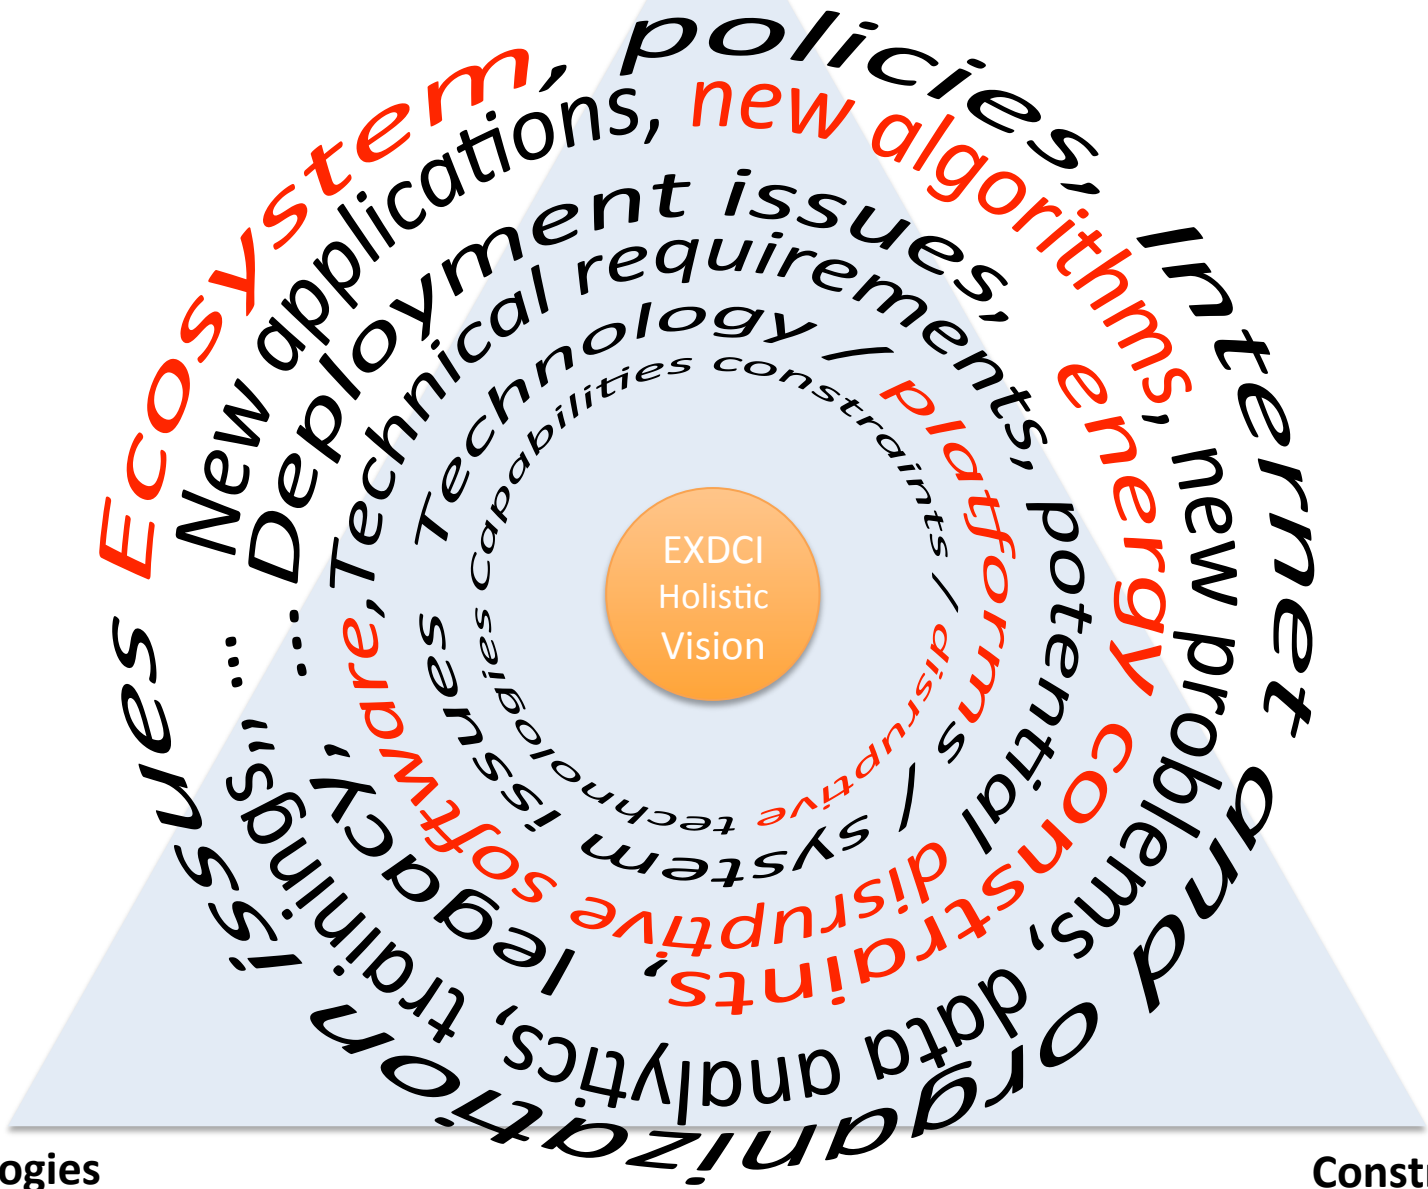 Ecosystem, policies, Internet and organization issues
New applications, new algorithms, new problems, data analytics, trainings,, ...
Deployment issues, energy constraints, legacy, ...
Technical requirements, potential disruptive software,
Technology / platforms / system issues
Capabilities constraints / disruptive technologies
EXDCI
Holistic
Vision
ogies
Constr